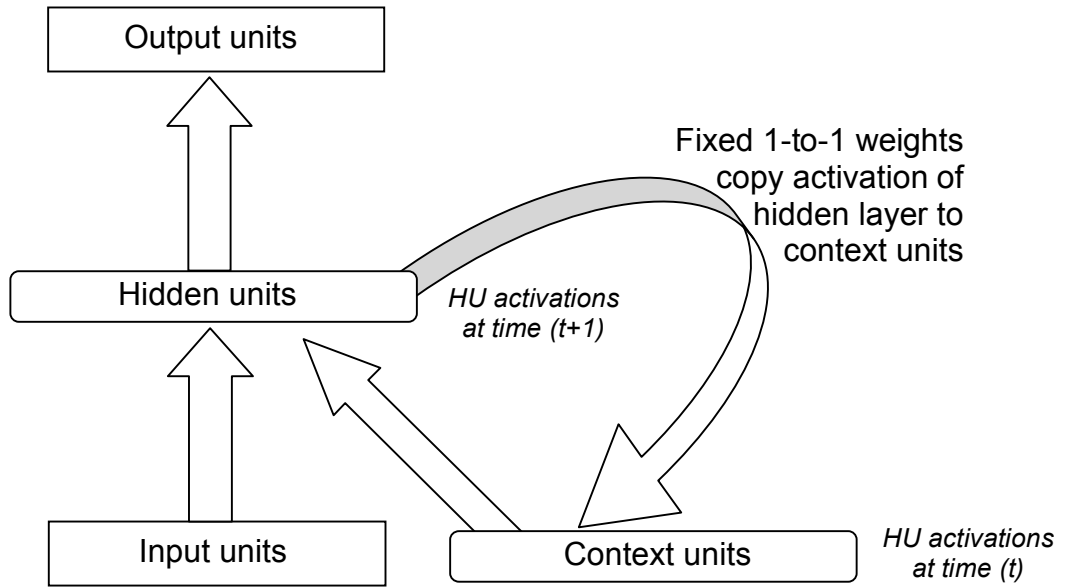 Output units
Fixed 1-to-1 weights
copy activation of
hidden layer to
context units
Hidden units
HU activations
at time (t+1)
Input units
Context units
HU activations
at time (t)